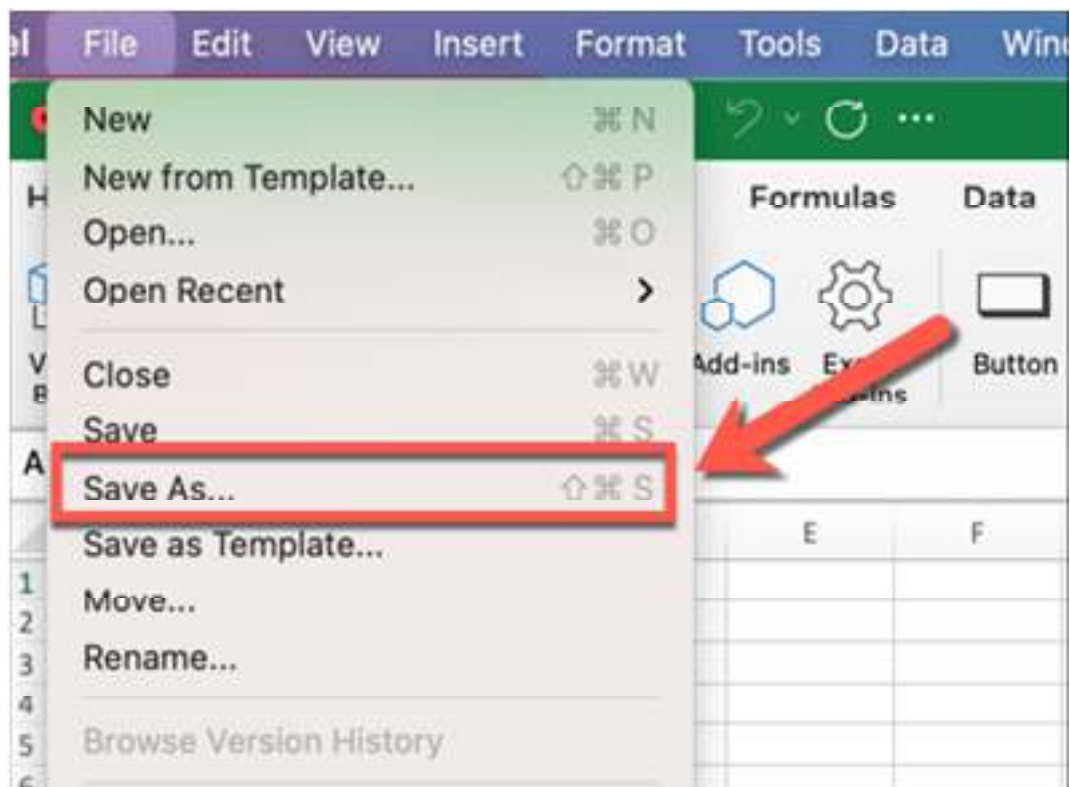 File Edit View Insert Format Tools Data
New ⌘ N
New from Template... ⇧ ⌘ P
Open... ⌘ O
Open Recent >
Close ⌘ W
Save ⌘ S
Save As... ⇧ ⌘ S
Save as Template...
Move...
Rename...
Browse Version History
Formulas Data
Add-ins
Button
A
E F
1
2
3
4
5
6